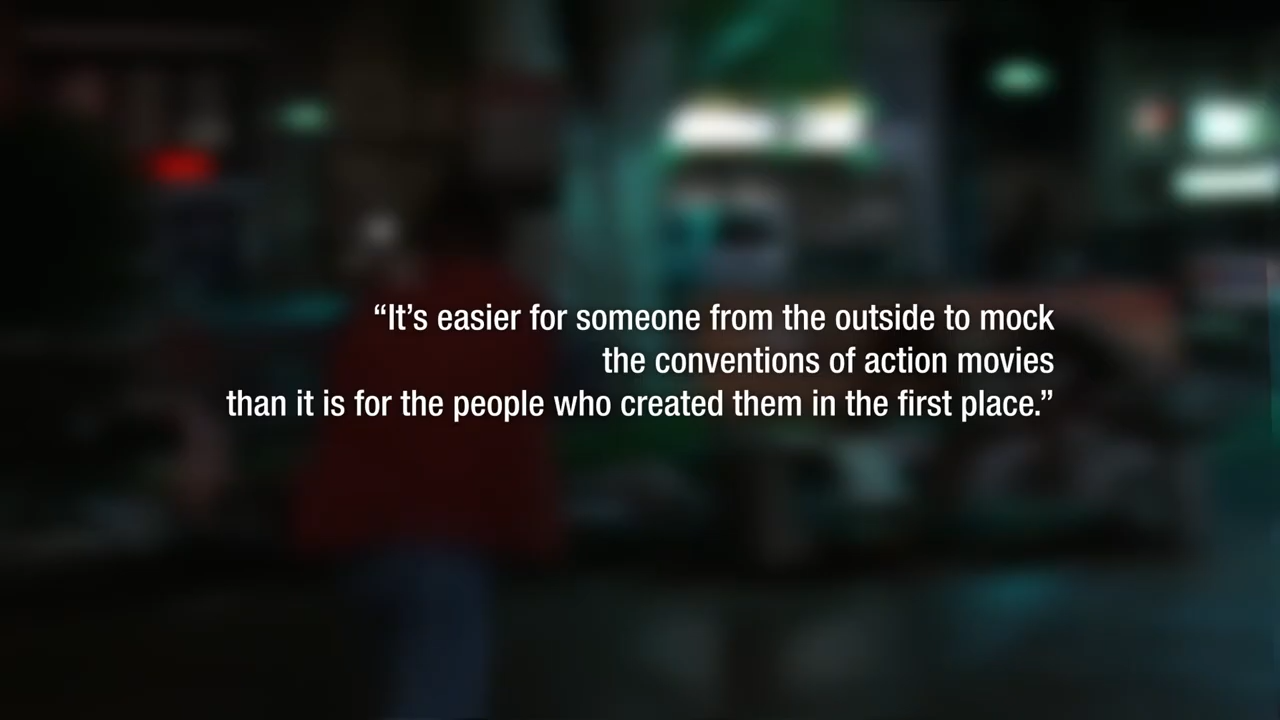 “It’s easier for someone from the outside to mock
the conventions of action movies
than it is for the people who created them in the first place.”